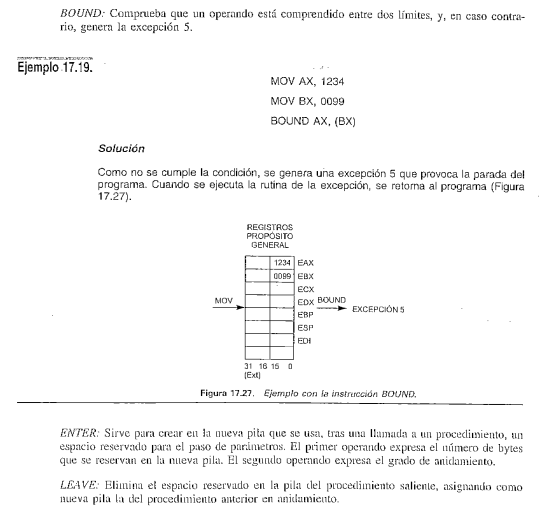 BOUND: Comprueba que un operando está comprendido entre dos límites, y, en caso contra-
rio, genera la excepción 5.
Ejemplo 17.19.
MOV AX, 1234
MOV BX, 0099
BOUND AX, (BX)
Solución
Como no se cumple la condición, se genera una excepción 5 que provoca la parada del
programa. Cuando se ejecuta la rutina de la excepción, se retorna al programa (Figura
17.27).
REGISTROS
PROPÓSITO
GENERAL
1234 EAX
0099 EBX
ECX
MOV EDX BOUND
EXCEPCIÓN 5
EBP
ESP
EDI
31 16 15 0
(Ext)
Figura 17.27. Ejemplo con la instrucción BOUND.
ENTER: Sirve para crear en la nueva pila que se usa, tras una llamada a un procedimiento, un
espacio reservado para el paso de parámetros. El primer operando expresa el número de bytes
que se reservan en la nueva pila. El segundo operando expresa el grado de anidamiento.
LEAVE: Elimina el espacio reservado en la pila del procedimiento saliente, asignando como
nueva pila la del procedimiento anterior en anidamiento.